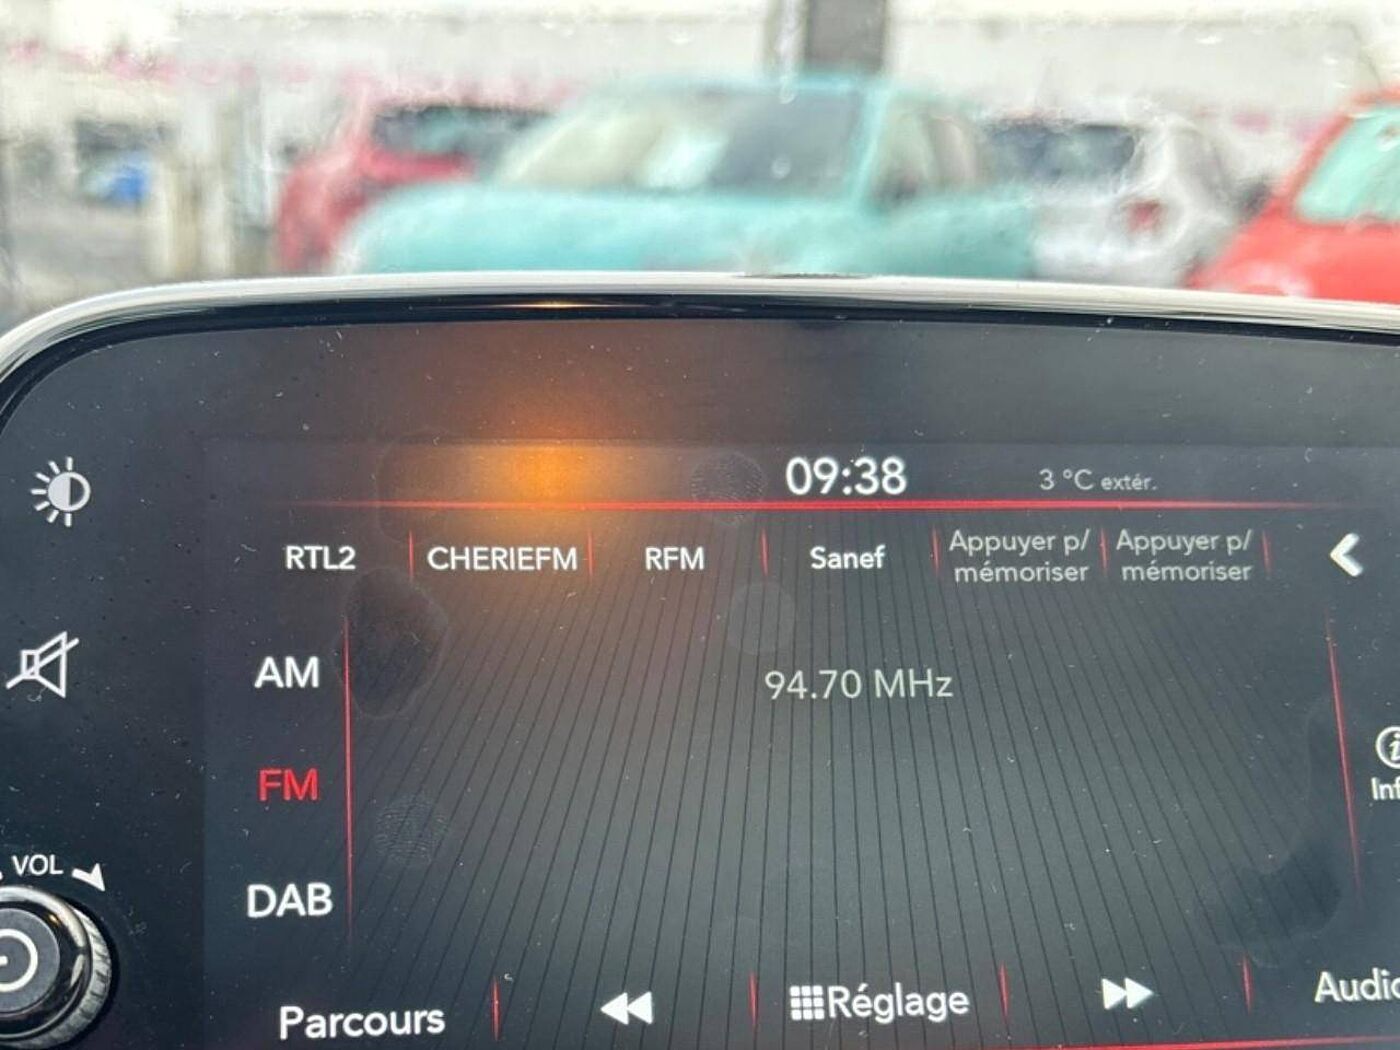 09:38
3 °C extér.
RTL2
CHERIEFM
RFM
Sanef
Appuyer p/
mémoriser
Appuyer p/
mémoriser
AM
94.70 MHz
FM
VOL
DAB
Parcours
Réglage